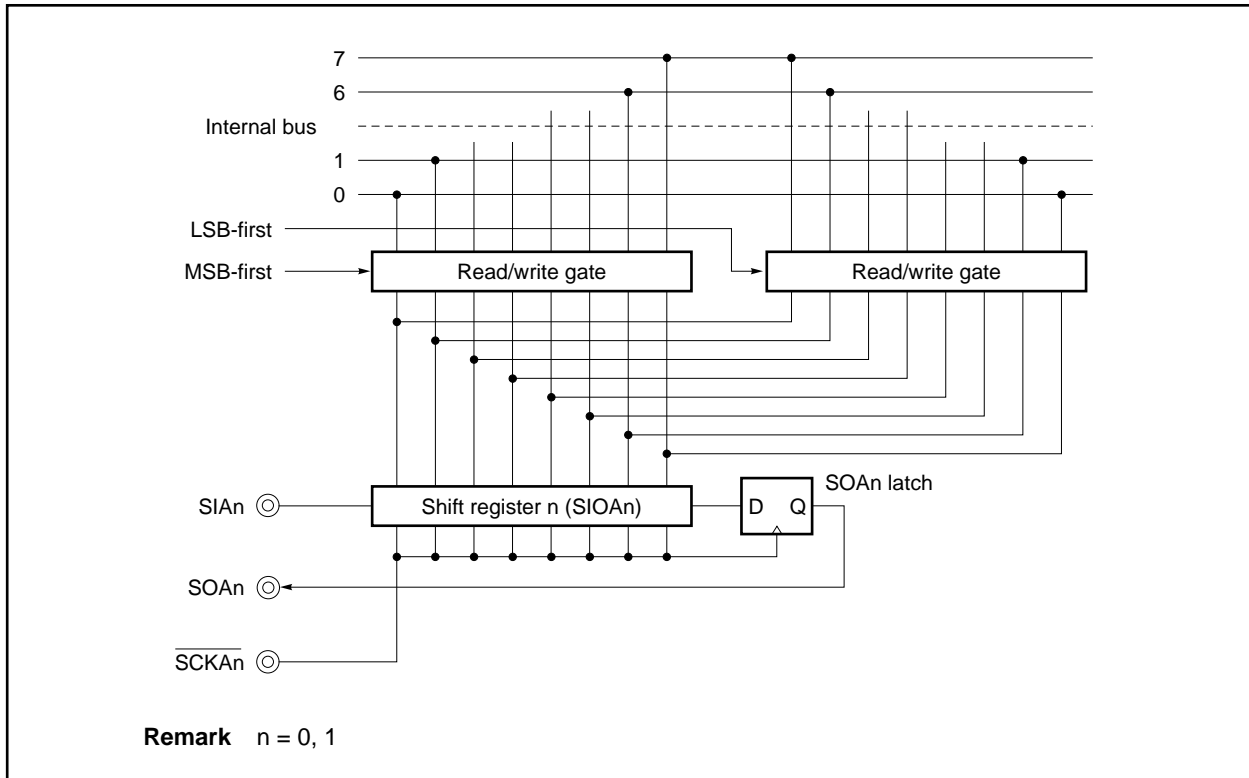 7
6
Internal bus
1
0
LSB-first
MSB-first
Read/write gate
Read/write gate
SOAn latch
SIAn
Shift register n (SIOAn)
D Q
SOAn
SCKAn
Remark n = 0, 1